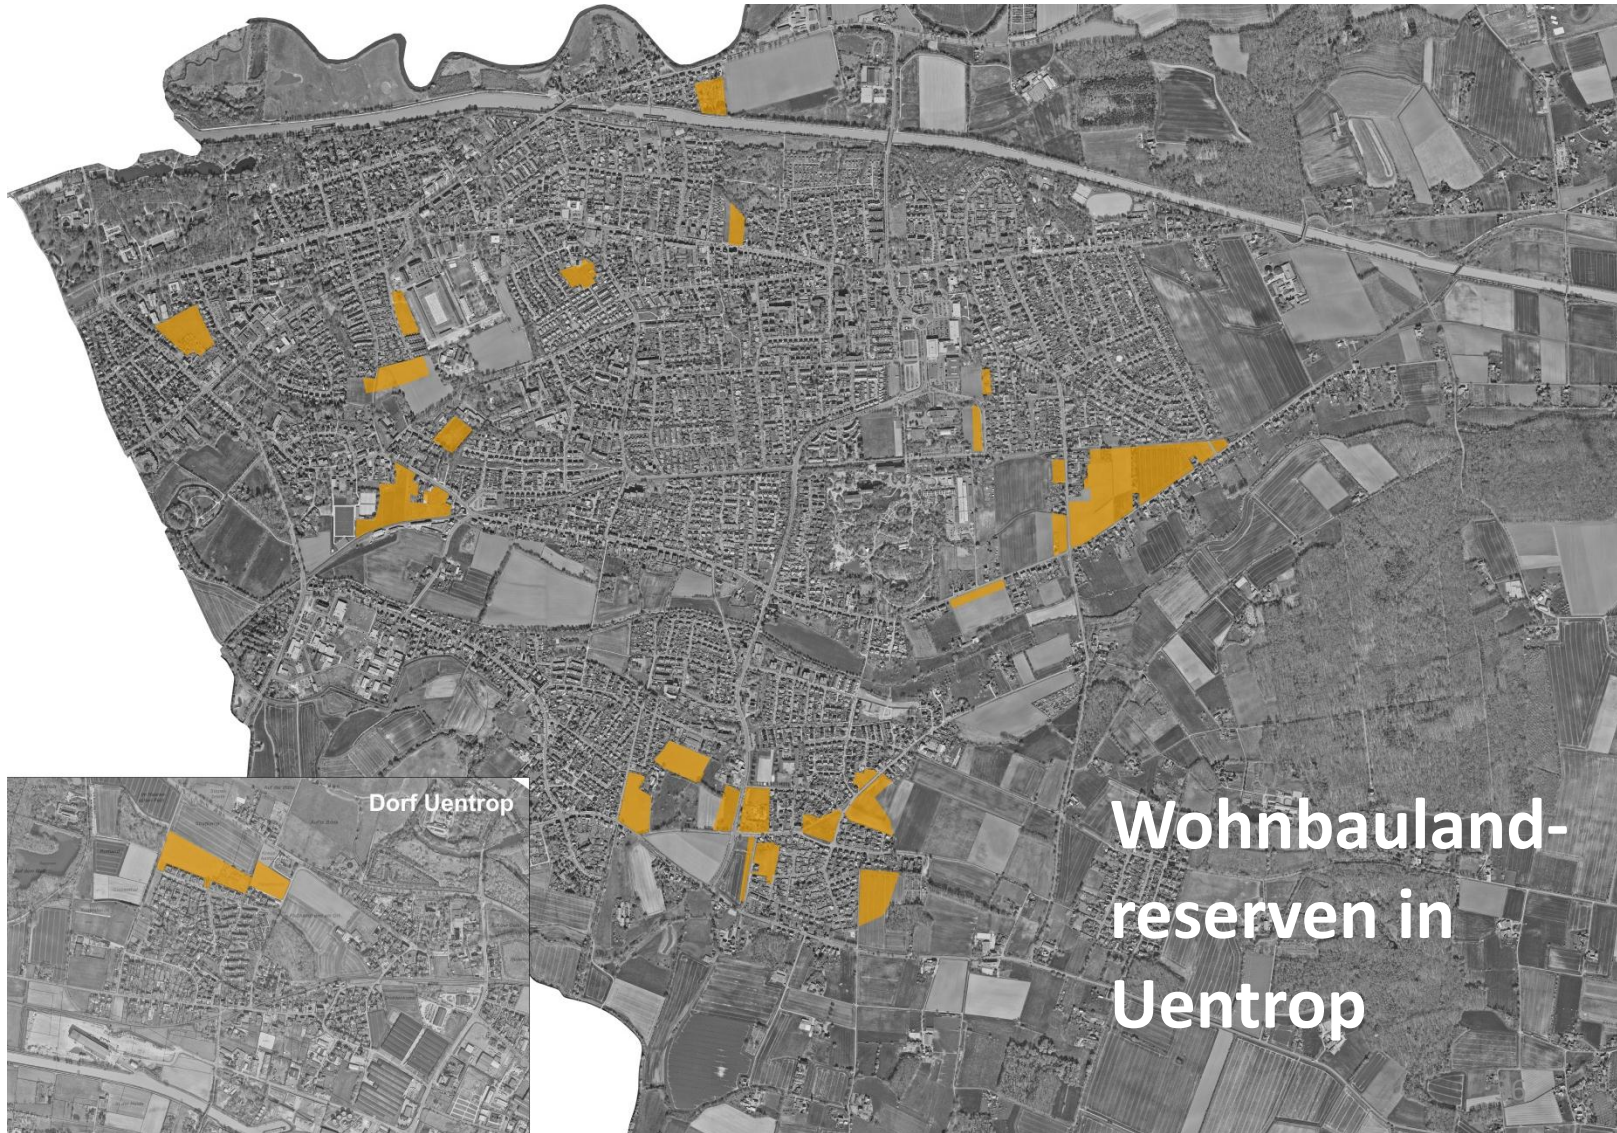 Dorf Uentrop
Wohnbauland-
reserven in
Uentrop